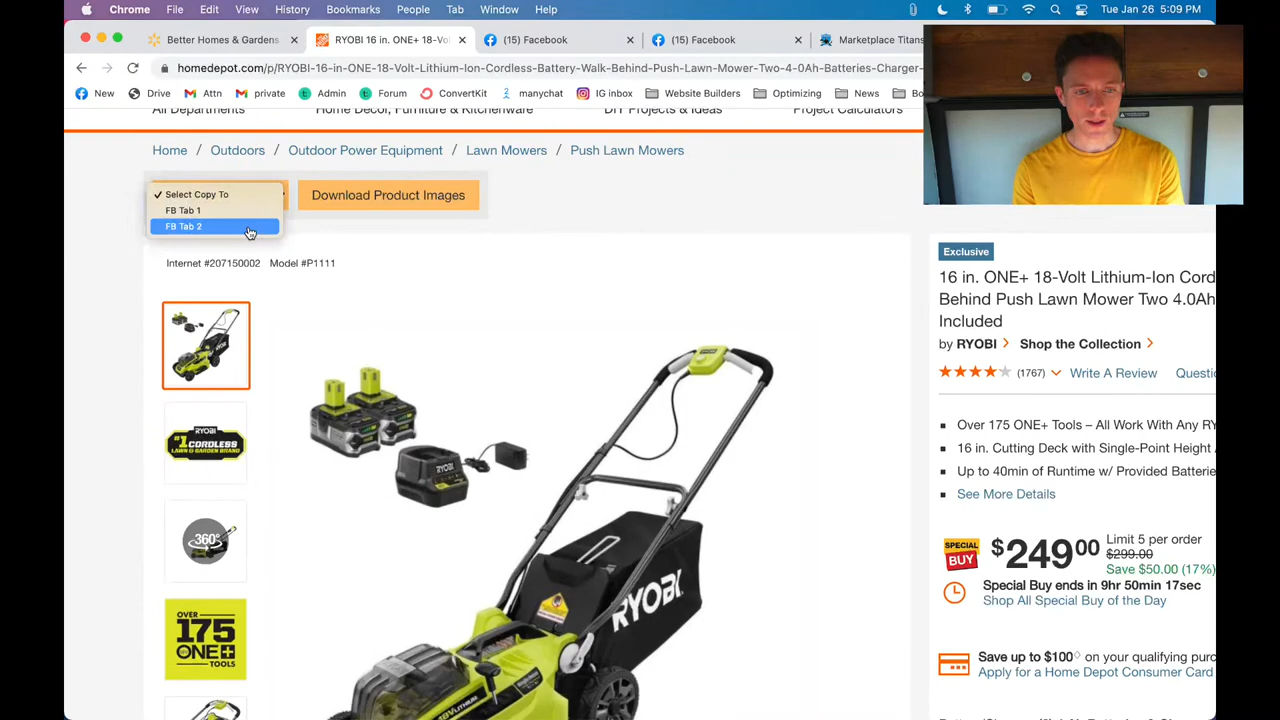 Chrome File Edit View History Bookmarks People Tab Window Help Tue Jan 26 5:09 PM
Better Homes & Gardens × RYOBI 16 in. ONE+ 18-Vol × (15) Facebook × (15) Facebook × Marketplace Titans
homedepot.com/p/RYOBI-16-in-ONE-18-Volt-Lithium-Ion-Cordless-Battery-Walk-Behind-Push-Lawn-Mower-Two-4-0Ah-Batteries-Charger-
New Drive Attn private Admin Forum ConvertKit manychat IG inbox Website Builders Optimizing News Bo
All Departments Home Decor, Furniture & Kitchenware DIY Projects & Ideas Project Calculators
Home / Outdoors / Outdoor Power Equipment / Lawn Mowers / Push Lawn Mowers
✓ Select Copy To
FB Tab 1
FB Tab 2
Download Product Images
Internet #207150002 Model #P1111
RYOBI
#1 CORDLESS
LAWN & GARDEN BRAND
360°
OVER
175
ONE+
TOOLS
RYOBI
RYOBI
18V LITHIUM
Exclusive
16 in. ONE+ 18-Volt Lithium-Ion Cord
Behind Push Lawn Mower Two 4.0Ah
Included
by RYOBI > Shop the Collection >
(1767) Write A Review Questi
Over 175 ONE+ Tools – All Work With Any RY
16 in. Cutting Deck with Single-Point Height
Up to 40min of Runtime w/ Provided Batterie
See More Details
SPECIAL
BUY
$249.00
Limit 5 per order
$299.00
Save $50.00 (17%)
Special Buy ends in 9hr 50min 17sec
Shop All Special Buy of the Day
Save up to $100◊ on your qualifying purc
Apply for a Home Depot Consumer Card